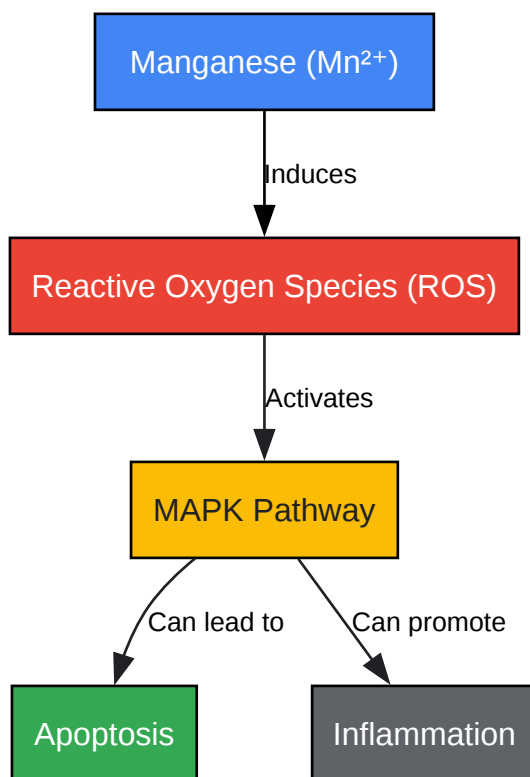 Manganese (Mn²⁺)
Induces
Reactive Oxygen Species (ROS)
Activates
MAPK Pathway
Can lead to
Can promote
Apoptosis
Inflammation